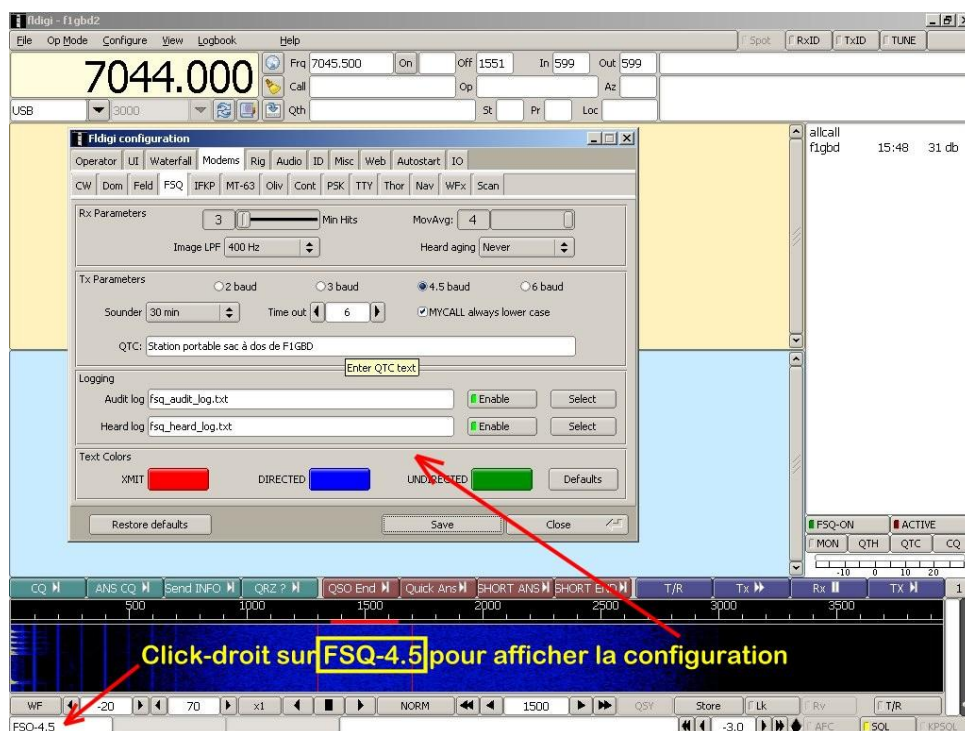 fldigi - f1gbd2
File Op Mode Configure View Logbook Help Spot RxID TxID TUNE
7044.000 Frq 7045.500 On Off 1551 In 599 Out 599
Call Op Az
USB 3000 Qth St Pr Loc
allcall
f1gbd 15:48 31 db
Fldigi configuration
Operator UI Waterfall Modems Rig Audio ID Misc Web Autostart IO
CW Dom Feld FSQ IFKP MT-63 Oliv Cont PSK TTY Thor Nav WFx Scan
Rx Parameters
3 Min Hits MovAvg: 4
Image LPF 400 Hz Heard aging Never
Tx Parameters
2 baud 3 baud 4.5 baud 6 baud
Sounder 30 min Time out 6 MYCALL always lower case
QTC: Station portable sac à dos de F1GBD
Enter QTC text
Logging
Audit log fsq_audit_log.txt Enable Select
Heard log fsq_heard_log.txt Enable Select
Text Colors
XMIT DIRECTED UNDIRECTED Defaults
Restore defaults Save Close
FSQ-ON ACTIVE
MON QTH QTC CQ
-10 0 10 20
CQ ANS CQ Send INFO QRZ ? QSO End Quick Ans SHORT ANS SHORT END T/R Tx Rx TX 1
500 1000 1500 2000 2500 3000 3500
Click-droit sur FSQ-4.5 pour afficher la configuration
WF -20 70 x1 NORM 1500 QSY Store Lk Rv T/R
FSQ-4.5 -3.0 AFC SQL KPSQL